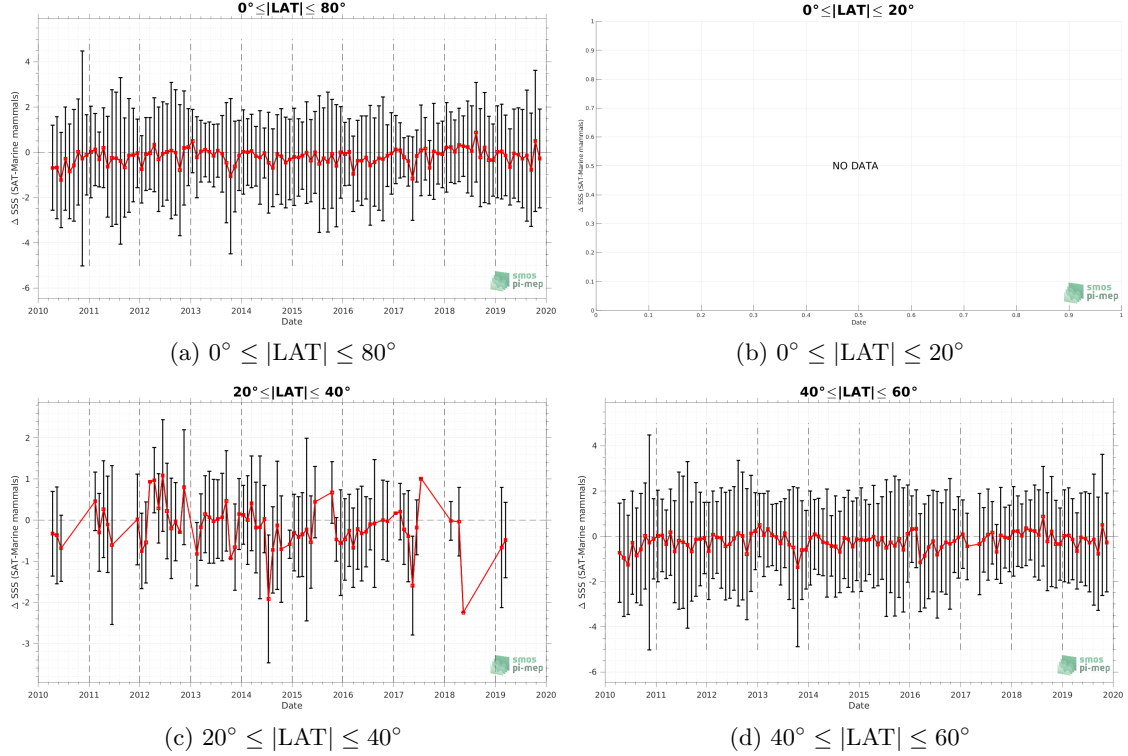 0°≤|LAT|≤ 80°
Δ SSS (SAT-Marine mammals)
4
2
0
-2
-4
-6
2010 2011 2012 2013 2014 2015 2016 2017 2018 2019 2020
Date
smos
pi-mep
(a) 0° ≤ |LAT| ≤ 80°
0°≤|LAT|≤ 20°
Δ SSS (SAT-Marine mammals)
1
0.9
0.8
0.7
0.6
0.5
0.4
0.3
0.2
0.1
0
NO DATA
0 0.1 0.2 0.3 0.4 0.5 0.6 0.7 0.8 0.9 1
Date
smos
pi-mep
(b) 0° ≤ |LAT| ≤ 20°
20°≤|LAT|≤ 40°
Δ SSS (SAT-Marine mammals)
2
1
0
-1
-2
-3
2010 2011 2012 2013 2014 2015 2016 2017 2018 2019 2020
Date
smos
pi-mep
(c) 20° ≤ |LAT| ≤ 40°
40°≤|LAT|≤ 60°
Δ SSS (SAT-Marine mammals)
4
2
0
-2
-4
-6
2010 2011 2012 2013 2014 2015 2016 2017 2018 2019 2020
Date
smos
pi-mep
(d) 40° ≤ |LAT| ≤ 60°